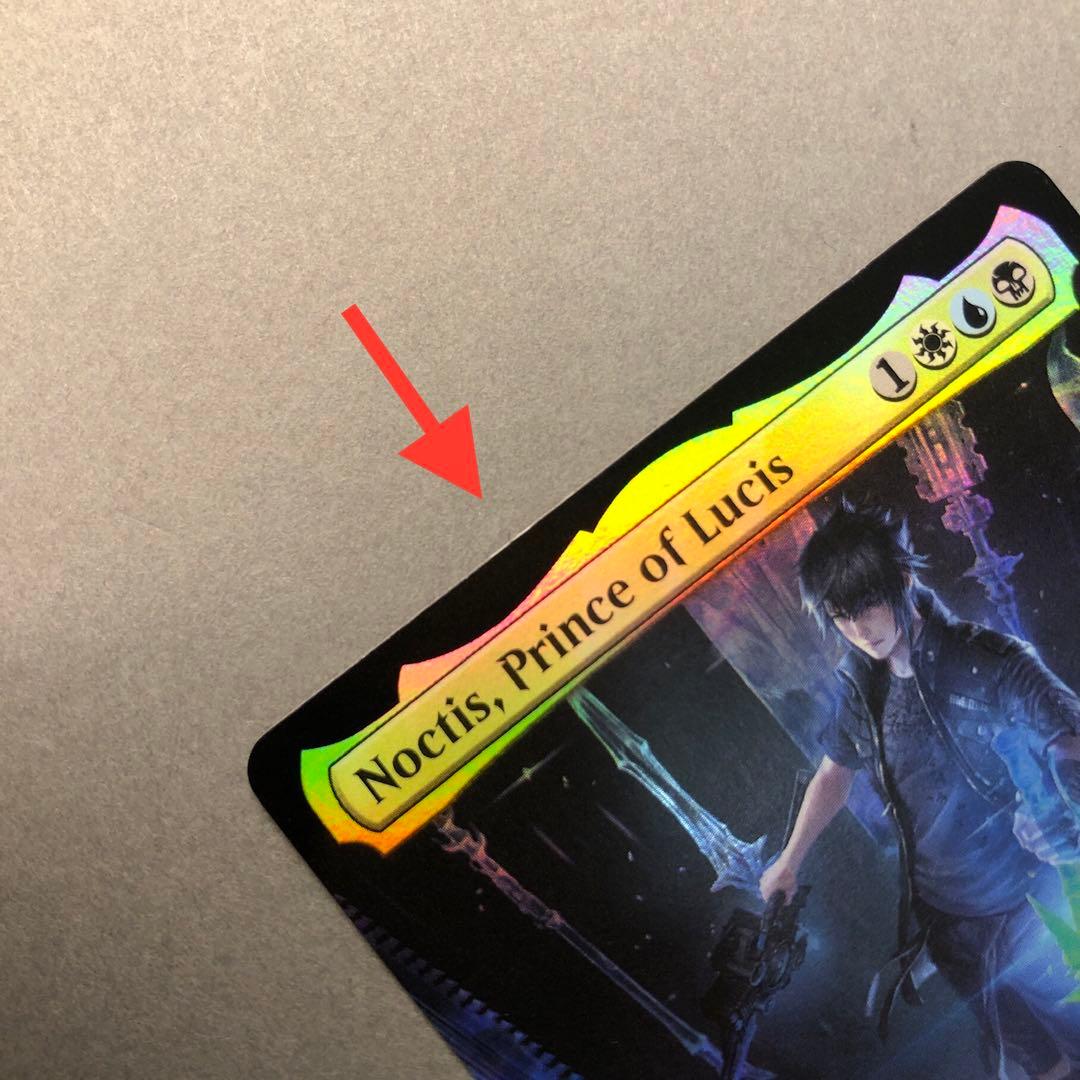 Noctis, Prince of Lucis 1